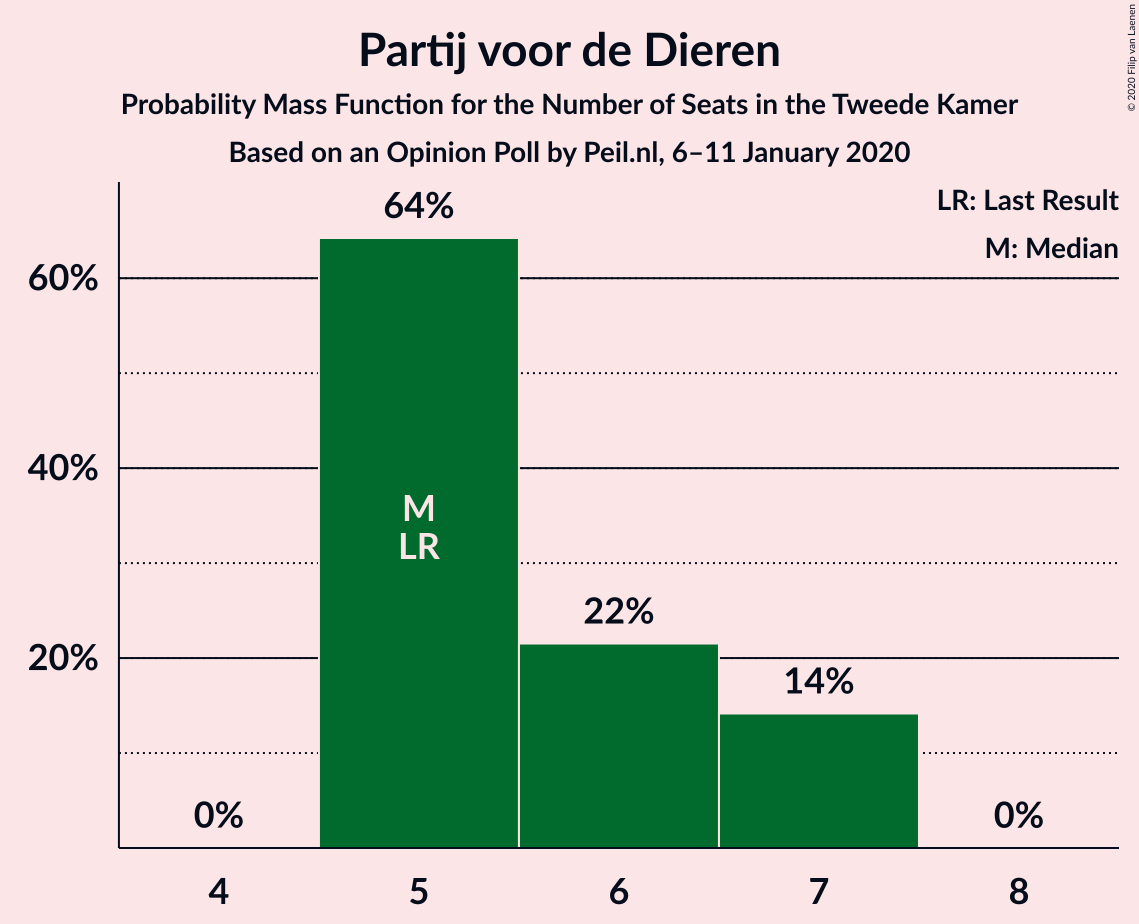 Partij voor de Dieren
Probability Mass Function for the Number of Seats in the Tweede Kamer
Based on an Opinion Poll by Peil.nl, 6–11 January 2020
© 2020 Filip van Laenen
LR: Last Result
M: Median
64%
60%
40%
M
LR
22%
20%
14%
0%
0%
4 5 6 7 8